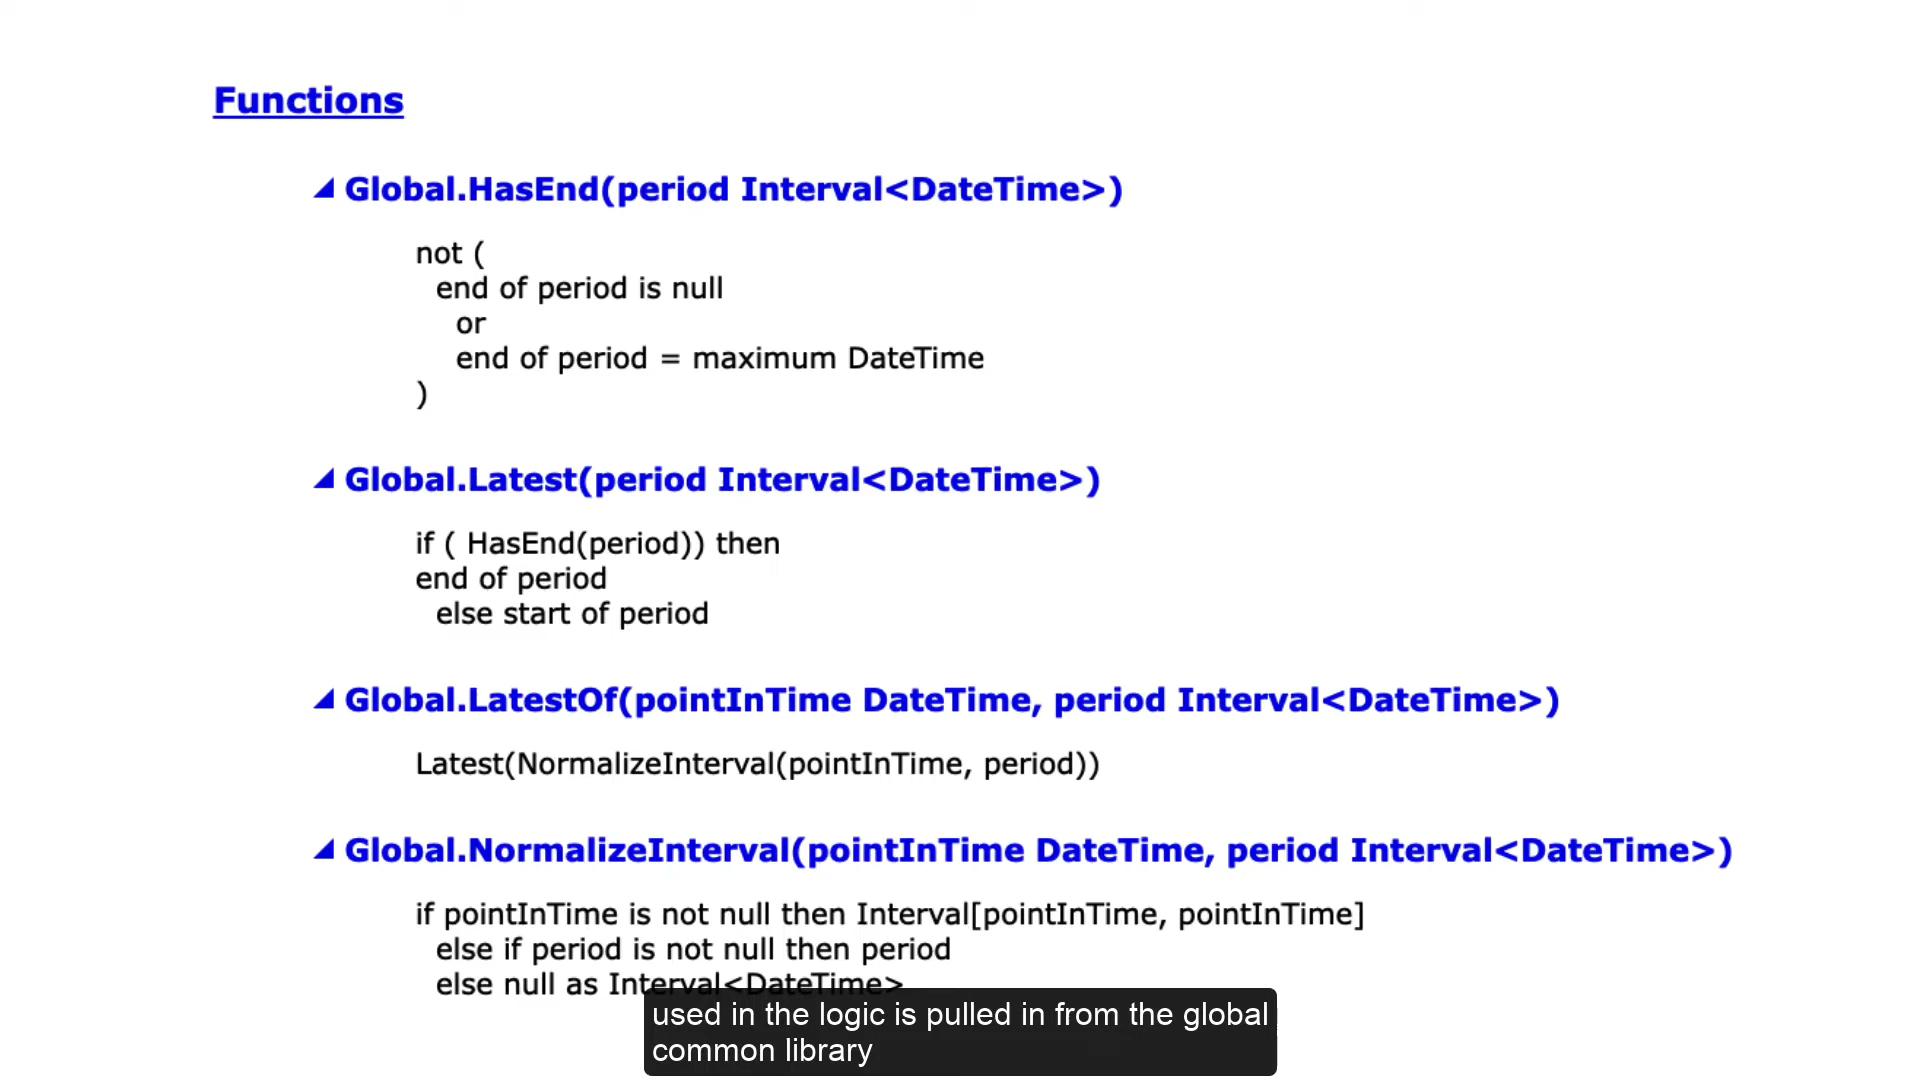 Functions
Global.HasEnd(period Interval<DateTime>)
not (
end of period is null
or
end of period = maximum DateTime
)
Global.Latest(period Interval<DateTime>)
if ( HasEnd(period)) then
end of period
else start of period
Global.LatestOf(pointInTime DateTime, period Interval<DateTime>)
Latest(NormalizeInterval(pointInTime, period))
Global.NormalizeInterval(pointInTime DateTime, period Interval<DateTime>)
if pointInTime is not null then Interval[pointInTime, pointInTime]
else if period is not null then period
else null as Interval<DateTime>
used in the logic is pulled in from the global
common library